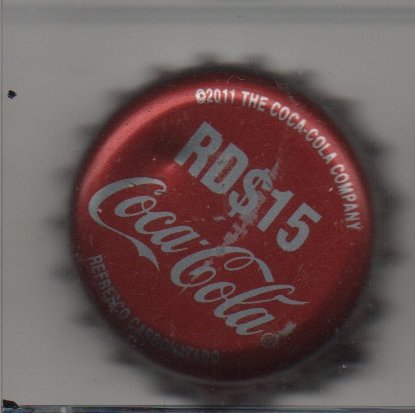 ©2011 THE COCA-COLA COMPANY
RD$15
Coca-Cola®
REFRESCO CARBONATADO